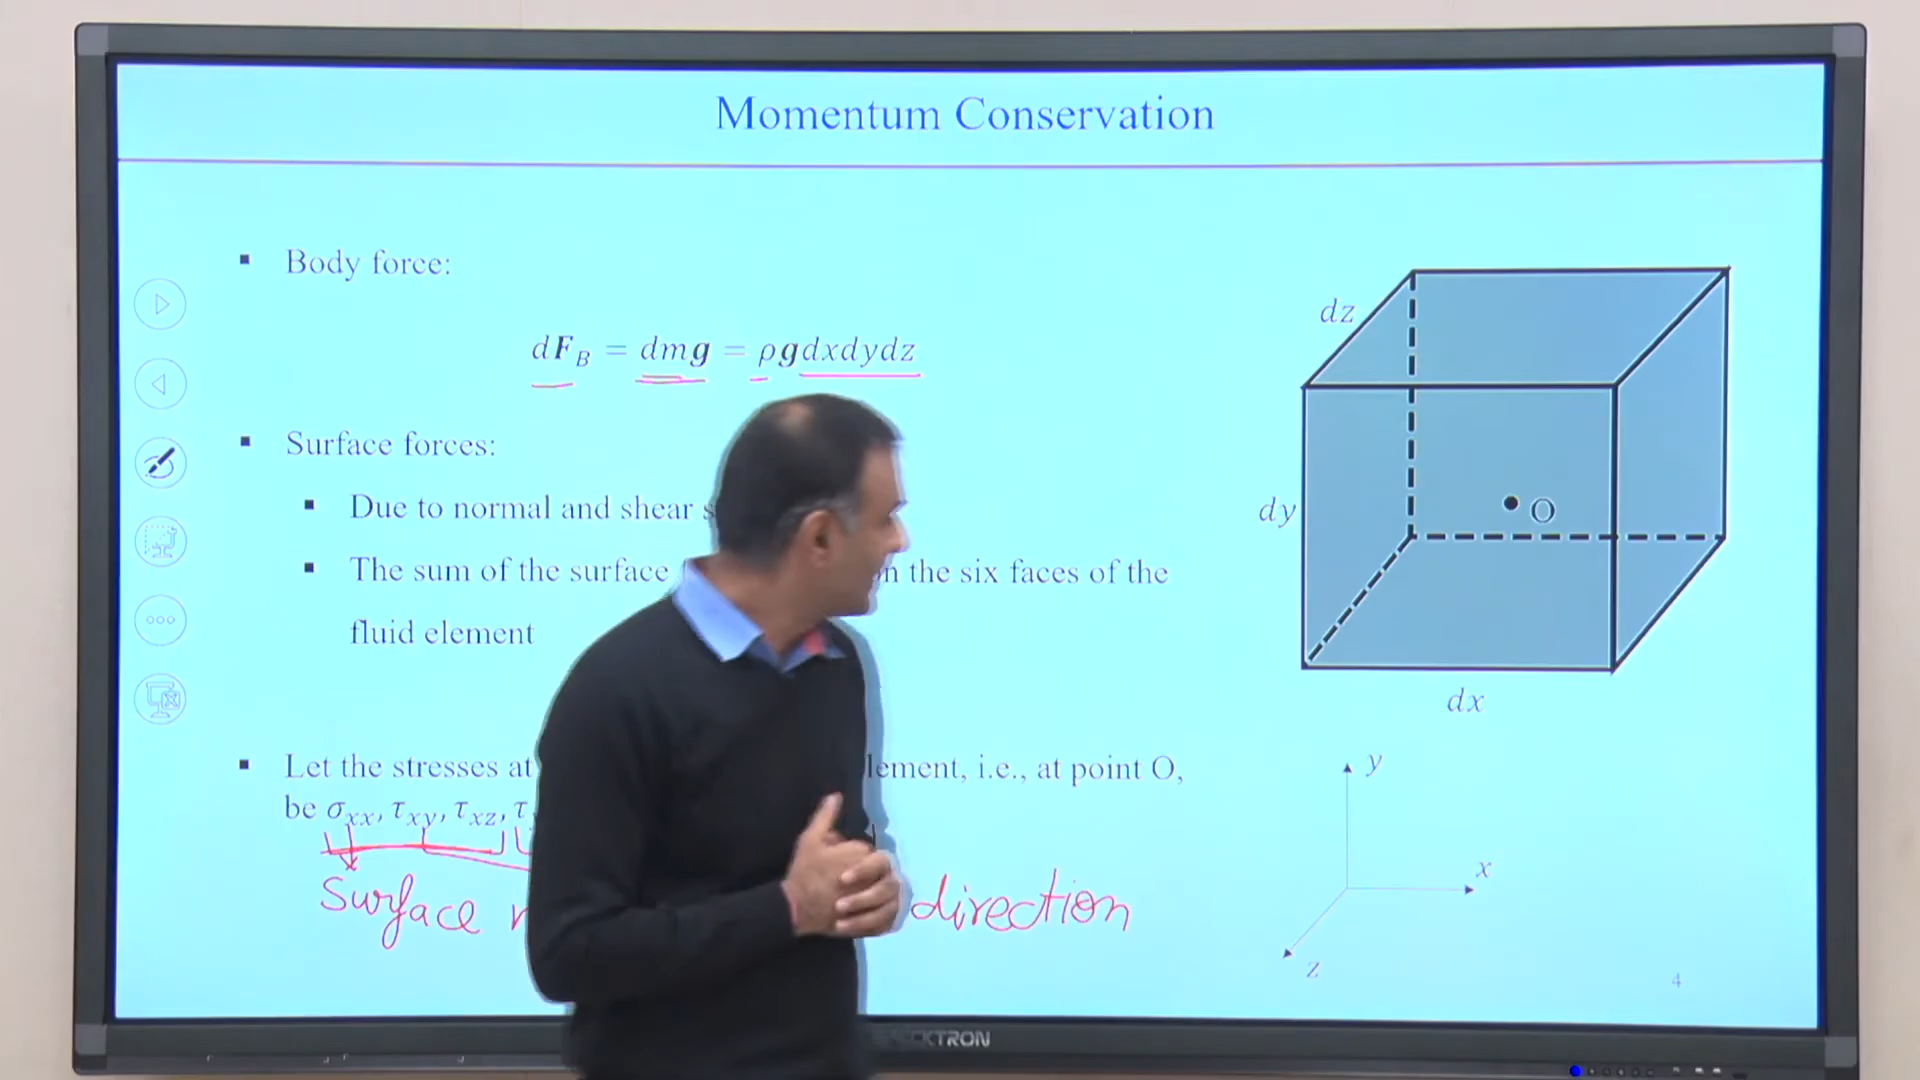 Momentum Conservation
▪ Body force:
dF_B = dmg = ρgdxdydz
▪ Surface forces:
▪ Due to normal and shear
▪ The sum of the surface
the six faces of the
fluid element
▪ Let the stresses at
i.e., at point O,
be σ_xx, τ_xy, τ_xz, τ
Surface
direction
dz
dy
O
dx
y
x
z
4